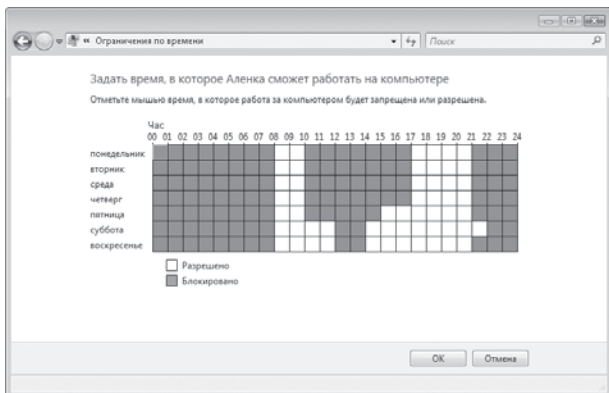 « Ограничения по времени
Поиск
Задать время, в которое Аленка сможет работать на компьютере
Отметьте мышью время, в которое работа за компьютером будет запрещена или разрешена.
Час
00 01 02 03 04 05 06 07 08 09 10 11 12 13 14 15 16 17 18 19 20 21 22 23 24
понедельник
вторник
среда
четверг
пятница
суббота
воскресенье
Разрешено
Блокировано
ОК Отмена